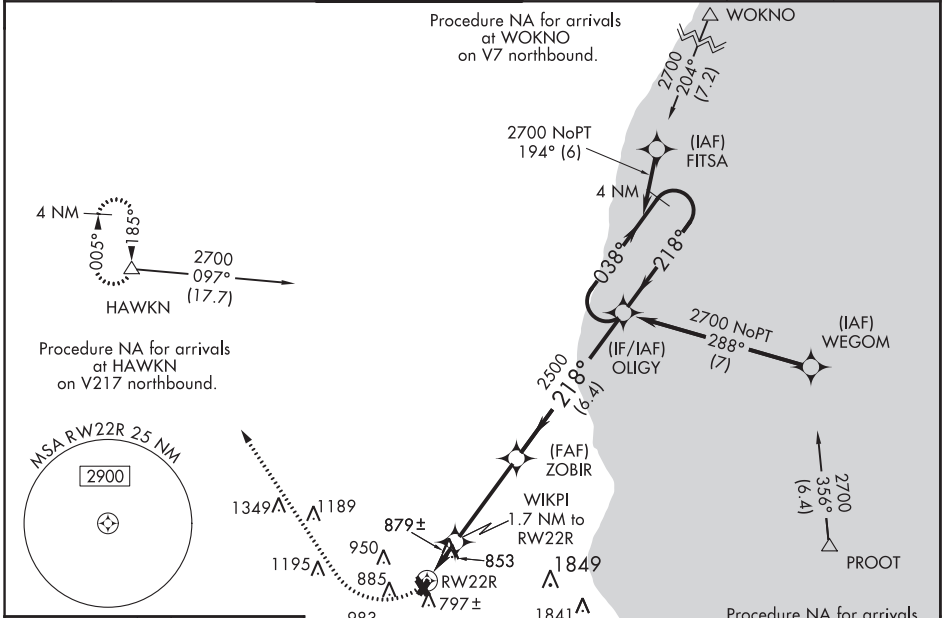 Procedure NA for arrivals
at WOKNO
on V7 northbound.
WOKNO
2700
204°
(7.2)
2700 NoPT
194° (6)
(IAF)
FITSA
4 NM
4 NM
005°
185°
HAWKN
2700
097°
(17.7)
038°
218°
2700 NoPT
288°
(7)
(IAF)
WEGOM
(IF/IAF)
OLIGY
Procedure NA for arrivals
at HAWKN
on V217 northbound.
2500
218°
(6.4)
MSA RW22R 25 NM
2900
(FAF)
ZOBIR
2700
356°
(6.4)
PROOT
WIKPI
1.7 NM to
RW22R
1349
1189
879±
950
853
1195
885
RW22R
1849
797±
983
1841
Procedure NA for arrivals